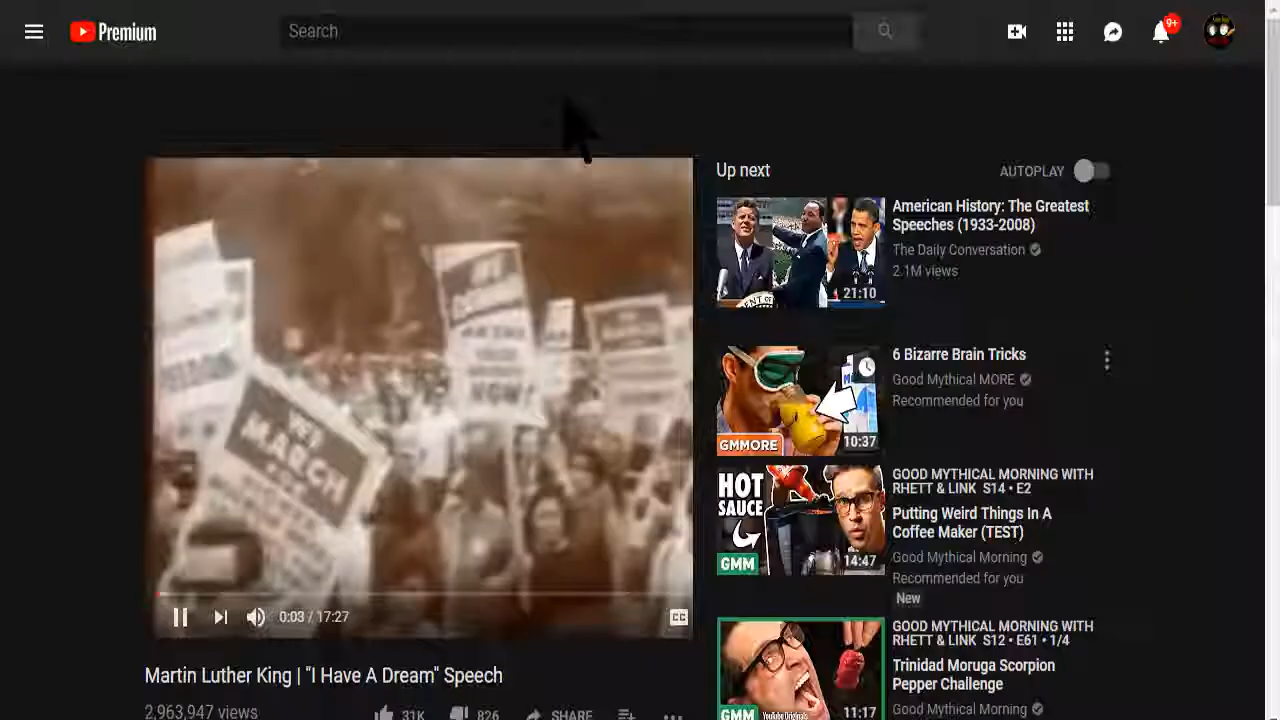 Premium
Search
9+
Up next
AUTOPLAY
American History: The Greatest
Speeches (1933-2008)
The Daily Conversation
2.1M views
21:10
6 Bizarre Brain Tricks
Good Mythical MORE
Recommended for you
GMMORE
10:37
GOOD MYTHICAL MORNING WITH
RHETT & LINK S14 • E2
Putting Weird Things In A
Coffee Maker (TEST)
Good Mythical Morning
Recommended for you
New
HOT
SAUCE
GMM
14:47
GOOD MYTHICAL MORNING WITH
RHETT & LINK S12 • E61 • 1/4
Trinidad Moruga Scorpion
Pepper Challenge
Good Mythical Morning
GMM
YouTube Originals
11:17
MARCH
NOW!
0:03 / 17:27
CC
Martin Luther King | "I Have A Dream" Speech
2,963,947 views
31K
826
SHARE